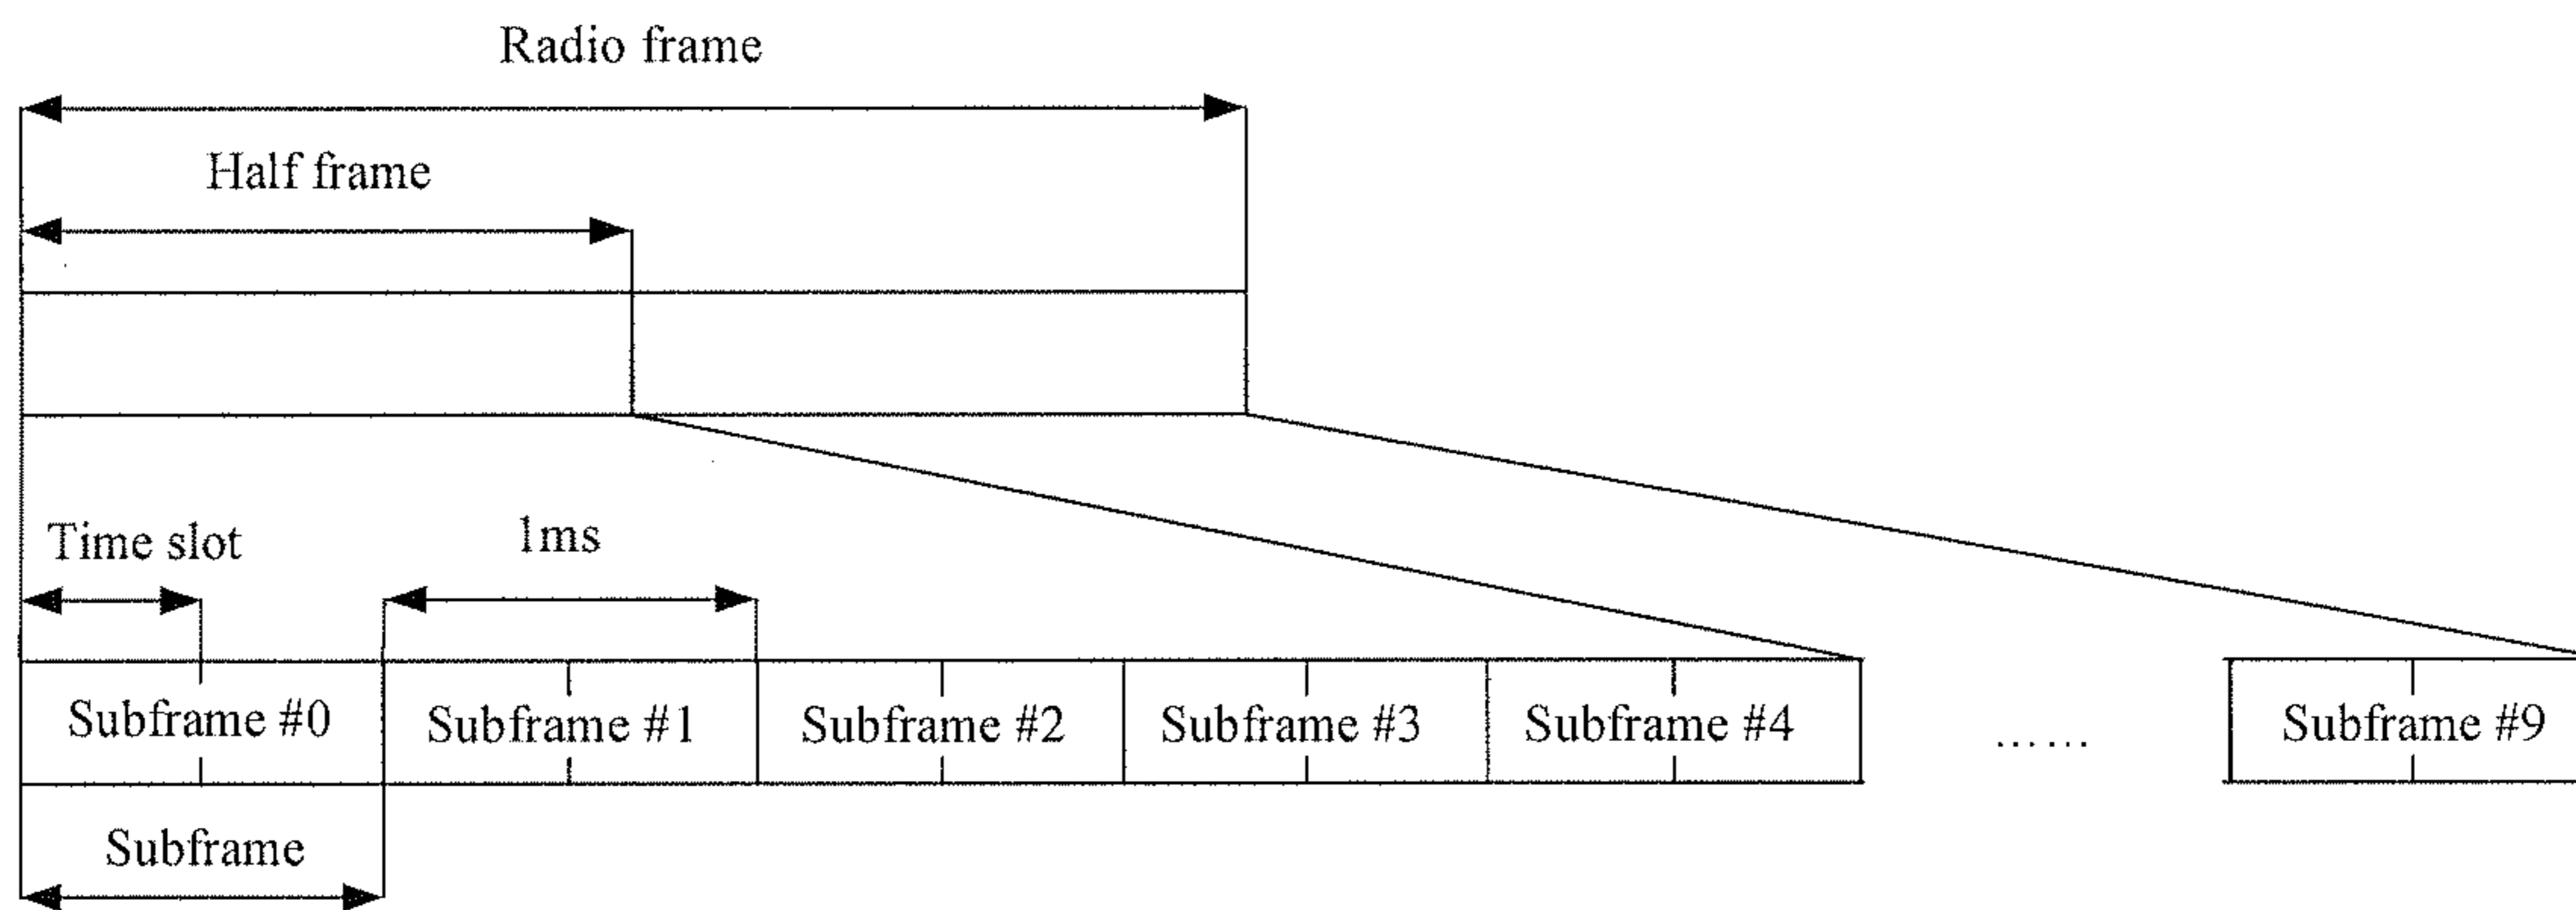 Radio frame
Half frame
Time slot
1ms
Subframe #0
Subframe #1
Subframe #2
Subframe #3
Subframe #4
......
Subframe #9
Subframe